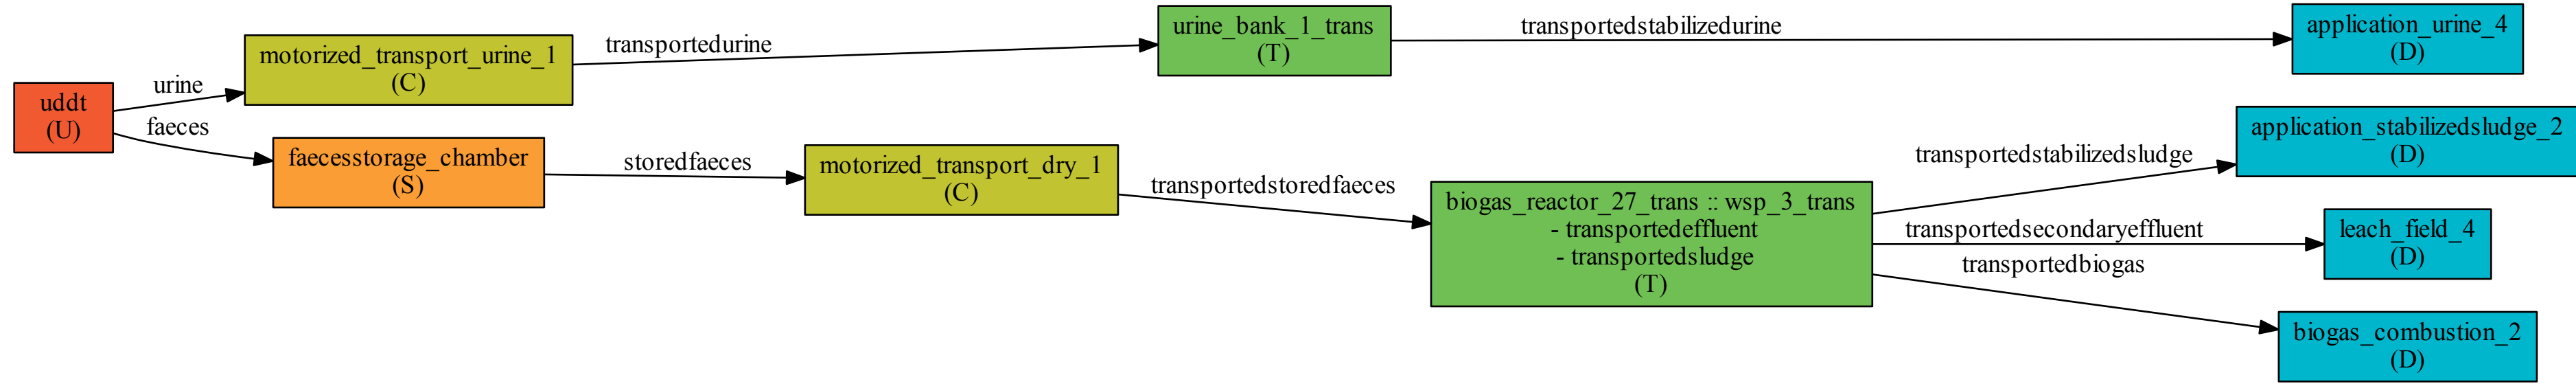 uddt
(U)
urine
faeces
motorized_transport_urine_1
(C)
faecesstorage_chamber
(S)
transportedurine
storedfaeces
motorized_transport_dry_1
(C)
urine_bank_1_trans
(T)
transportedstoredfaeces
biogas_reactor_27_trans :: wsp_3_trans
- transportedeffluent
- transportedsludge
(T)
transportedstabilizedurine
transportedstabilizedsludge
transportedsecondaryeffluent
transportedbiogas
application_urine_4
(D)
application_stabilizedsludge_2
(D)
leach_field_4
(D)
biogas_combustion_2
(D)